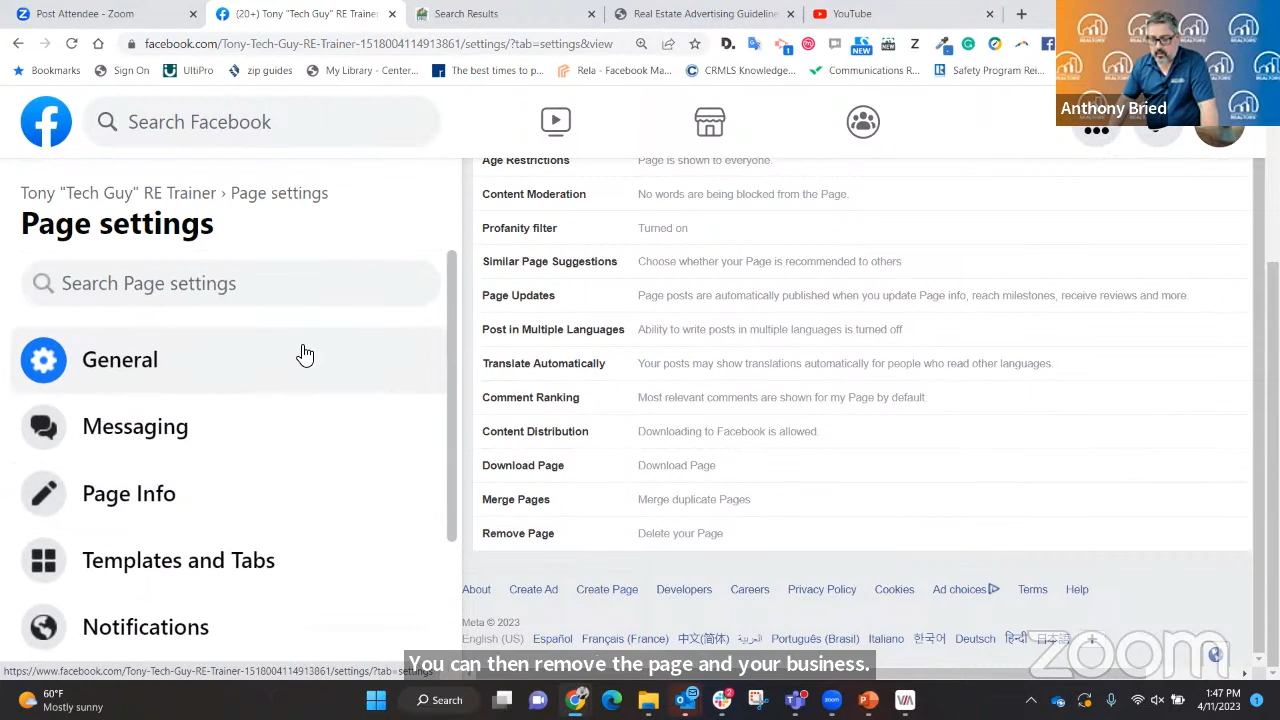 Post Attendee - Zoom
(20+) Tony "Tech Guy" RE Trainer
Search Results
Real Estate Advertising Guideline
YouTube
facebook.com/Tony-Tech-Guy-RE-Trainer-1518004114913861/settings/?tab=settings&view
Bookmarks
Sign On
UltiPro
zip guides
My Learning Center...
The best times to p...
Rela - Facebook Ma...
CRMLS Knowledge...
Communications R...
Safety Program Rei...
NEW
NEW
REALTORS
Anthony Bried
Search Facebook
Tony "Tech Guy" RE Trainer › Page settings
Page settings
Search Page settings
General
Messaging
Page Info
Templates and Tabs
Notifications
Age Restrictions Page is shown to everyone.
Content Moderation No words are being blocked from the Page.
Profanity filter Turned on
Similar Page Suggestions Choose whether your Page is recommended to others
Page Updates Page posts are automatically published when you update Page info, reach milestones, receive reviews and more.
Post in Multiple Languages Ability to write posts in multiple languages is turned off
Translate Automatically Your posts may show translations automatically for people who read other languages.
Comment Ranking Most relevant comments are shown for my Page by default
Content Distribution Downloading to Facebook is allowed.
Download Page Download Page
Merge Pages Merge duplicate Pages
Remove Page Delete your Page
About Create Ad Create Page Developers Careers Privacy Policy Cookies Ad choices Terms Help
Meta © 2023
English (US) Español Français (France) 中文(简体) العربية Português (Brasil) Italiano 한국어 Deutsch हिन्दी 日本語
zoom
You can then remove the page and your business.
https://www.facebook.com/Tony-Tech-Guy-RE-Trainer-1518004114913861/settings/?tab=settings
60°F
Mostly sunny
Search
1:47 PM
4/11/2023